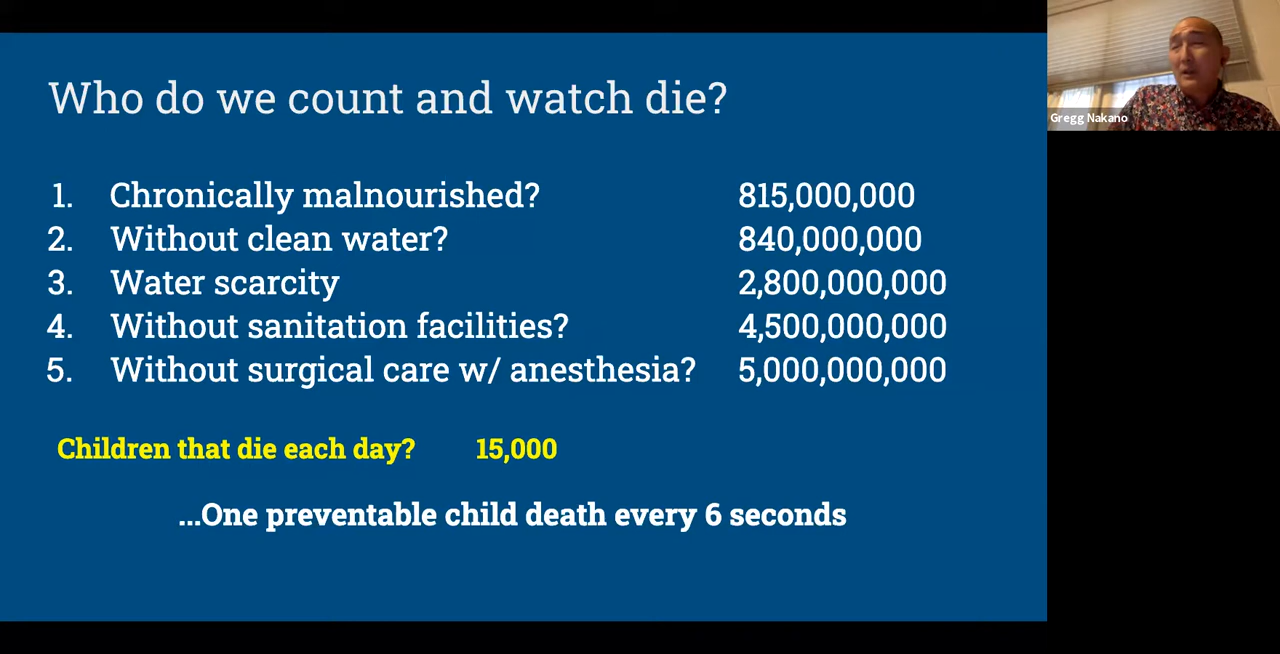 Who do we count and watch die?
1. Chronically malnourished? 815,000,000
2. Without clean water? 840,000,000
3. Water scarcity 2,800,000,000
4. Without sanitation facilities? 4,500,000,000
5. Without surgical care w/ anesthesia? 5,000,000,000
Children that die each day? 15,000
...One preventable child death every 6 seconds
Gregg Nakano